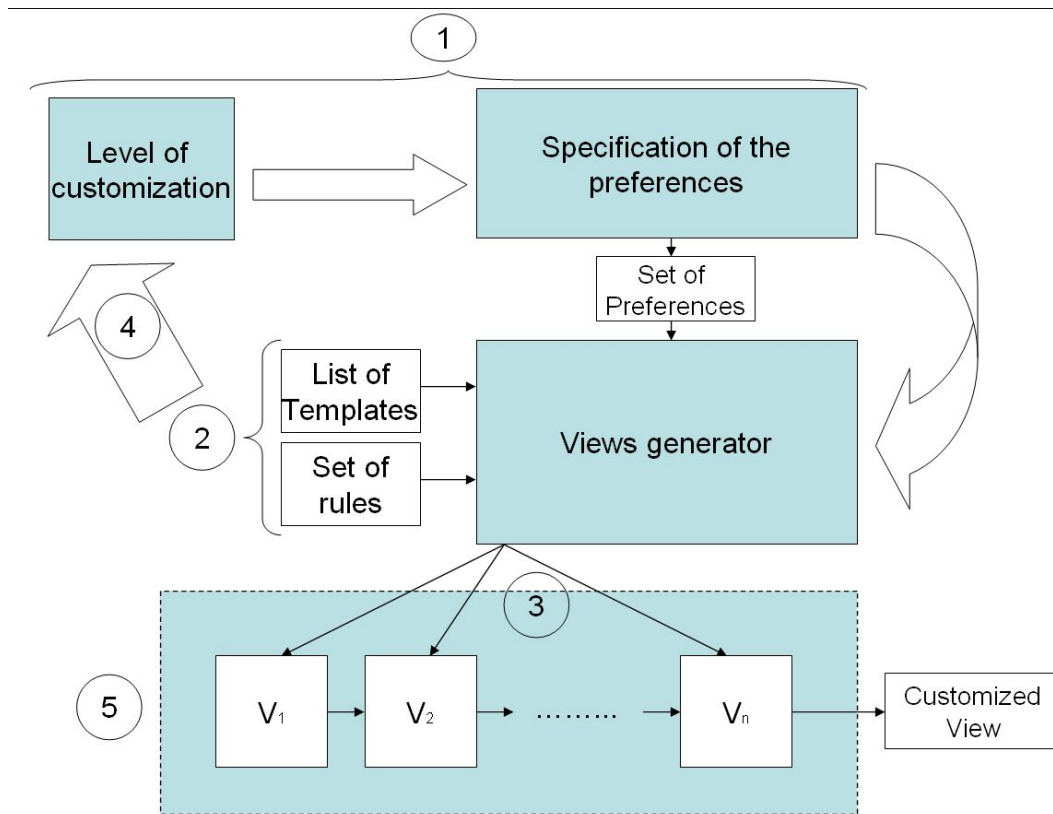 1
Level of
customization
Specification of the
preferences
Set of
Preferences
4
2
List of
Templates
Set of
rules
Views generator
3
5
V1
V2
………
Vn
Customized
View